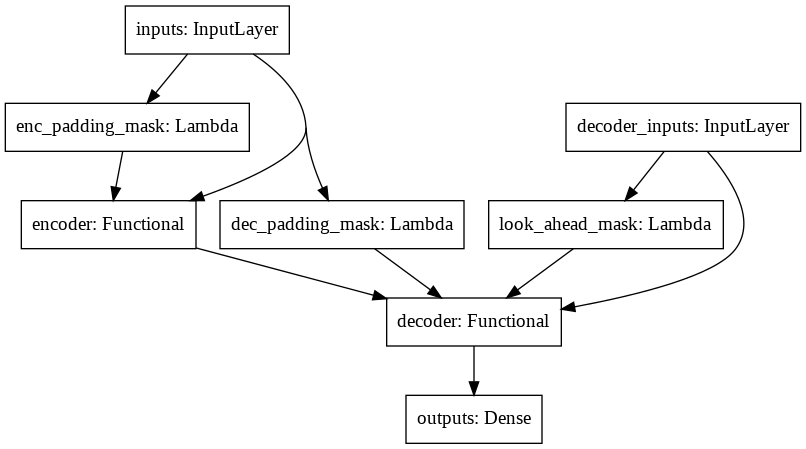 inputs: InputLayer
enc_padding_mask: Lambda
decoder_inputs: InputLayer
encoder: Functional
dec_padding_mask: Lambda
look_ahead_mask: Lambda
decoder: Functional
outputs: Dense